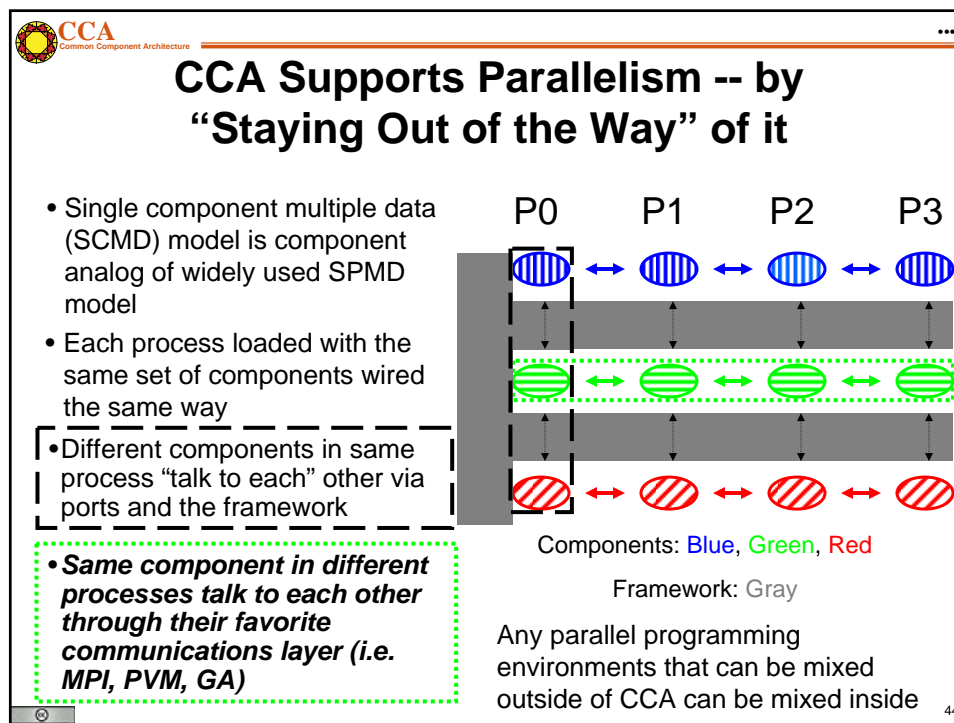 CCA
Common Component Architecture
CCA Supports Parallelism -- by
“Staying Out of the Way” of it
• Single component multiple data
(SCMD) model is component
analog of widely used SPMD
model
• Each process loaded with the
same set of components wired
the same way
•Different components in same
process “talk to each” other via
ports and the framework
•Same component in different
processes talk to each other
through their favorite
communications layer (i.e.
MPI, PVM, GA)
P0 P1 P2 P3
Components: Blue, Green, Red
Framework: Gray
Any parallel programming
environments that can be mixed
outside of CCA can be mixed inside
cc
44